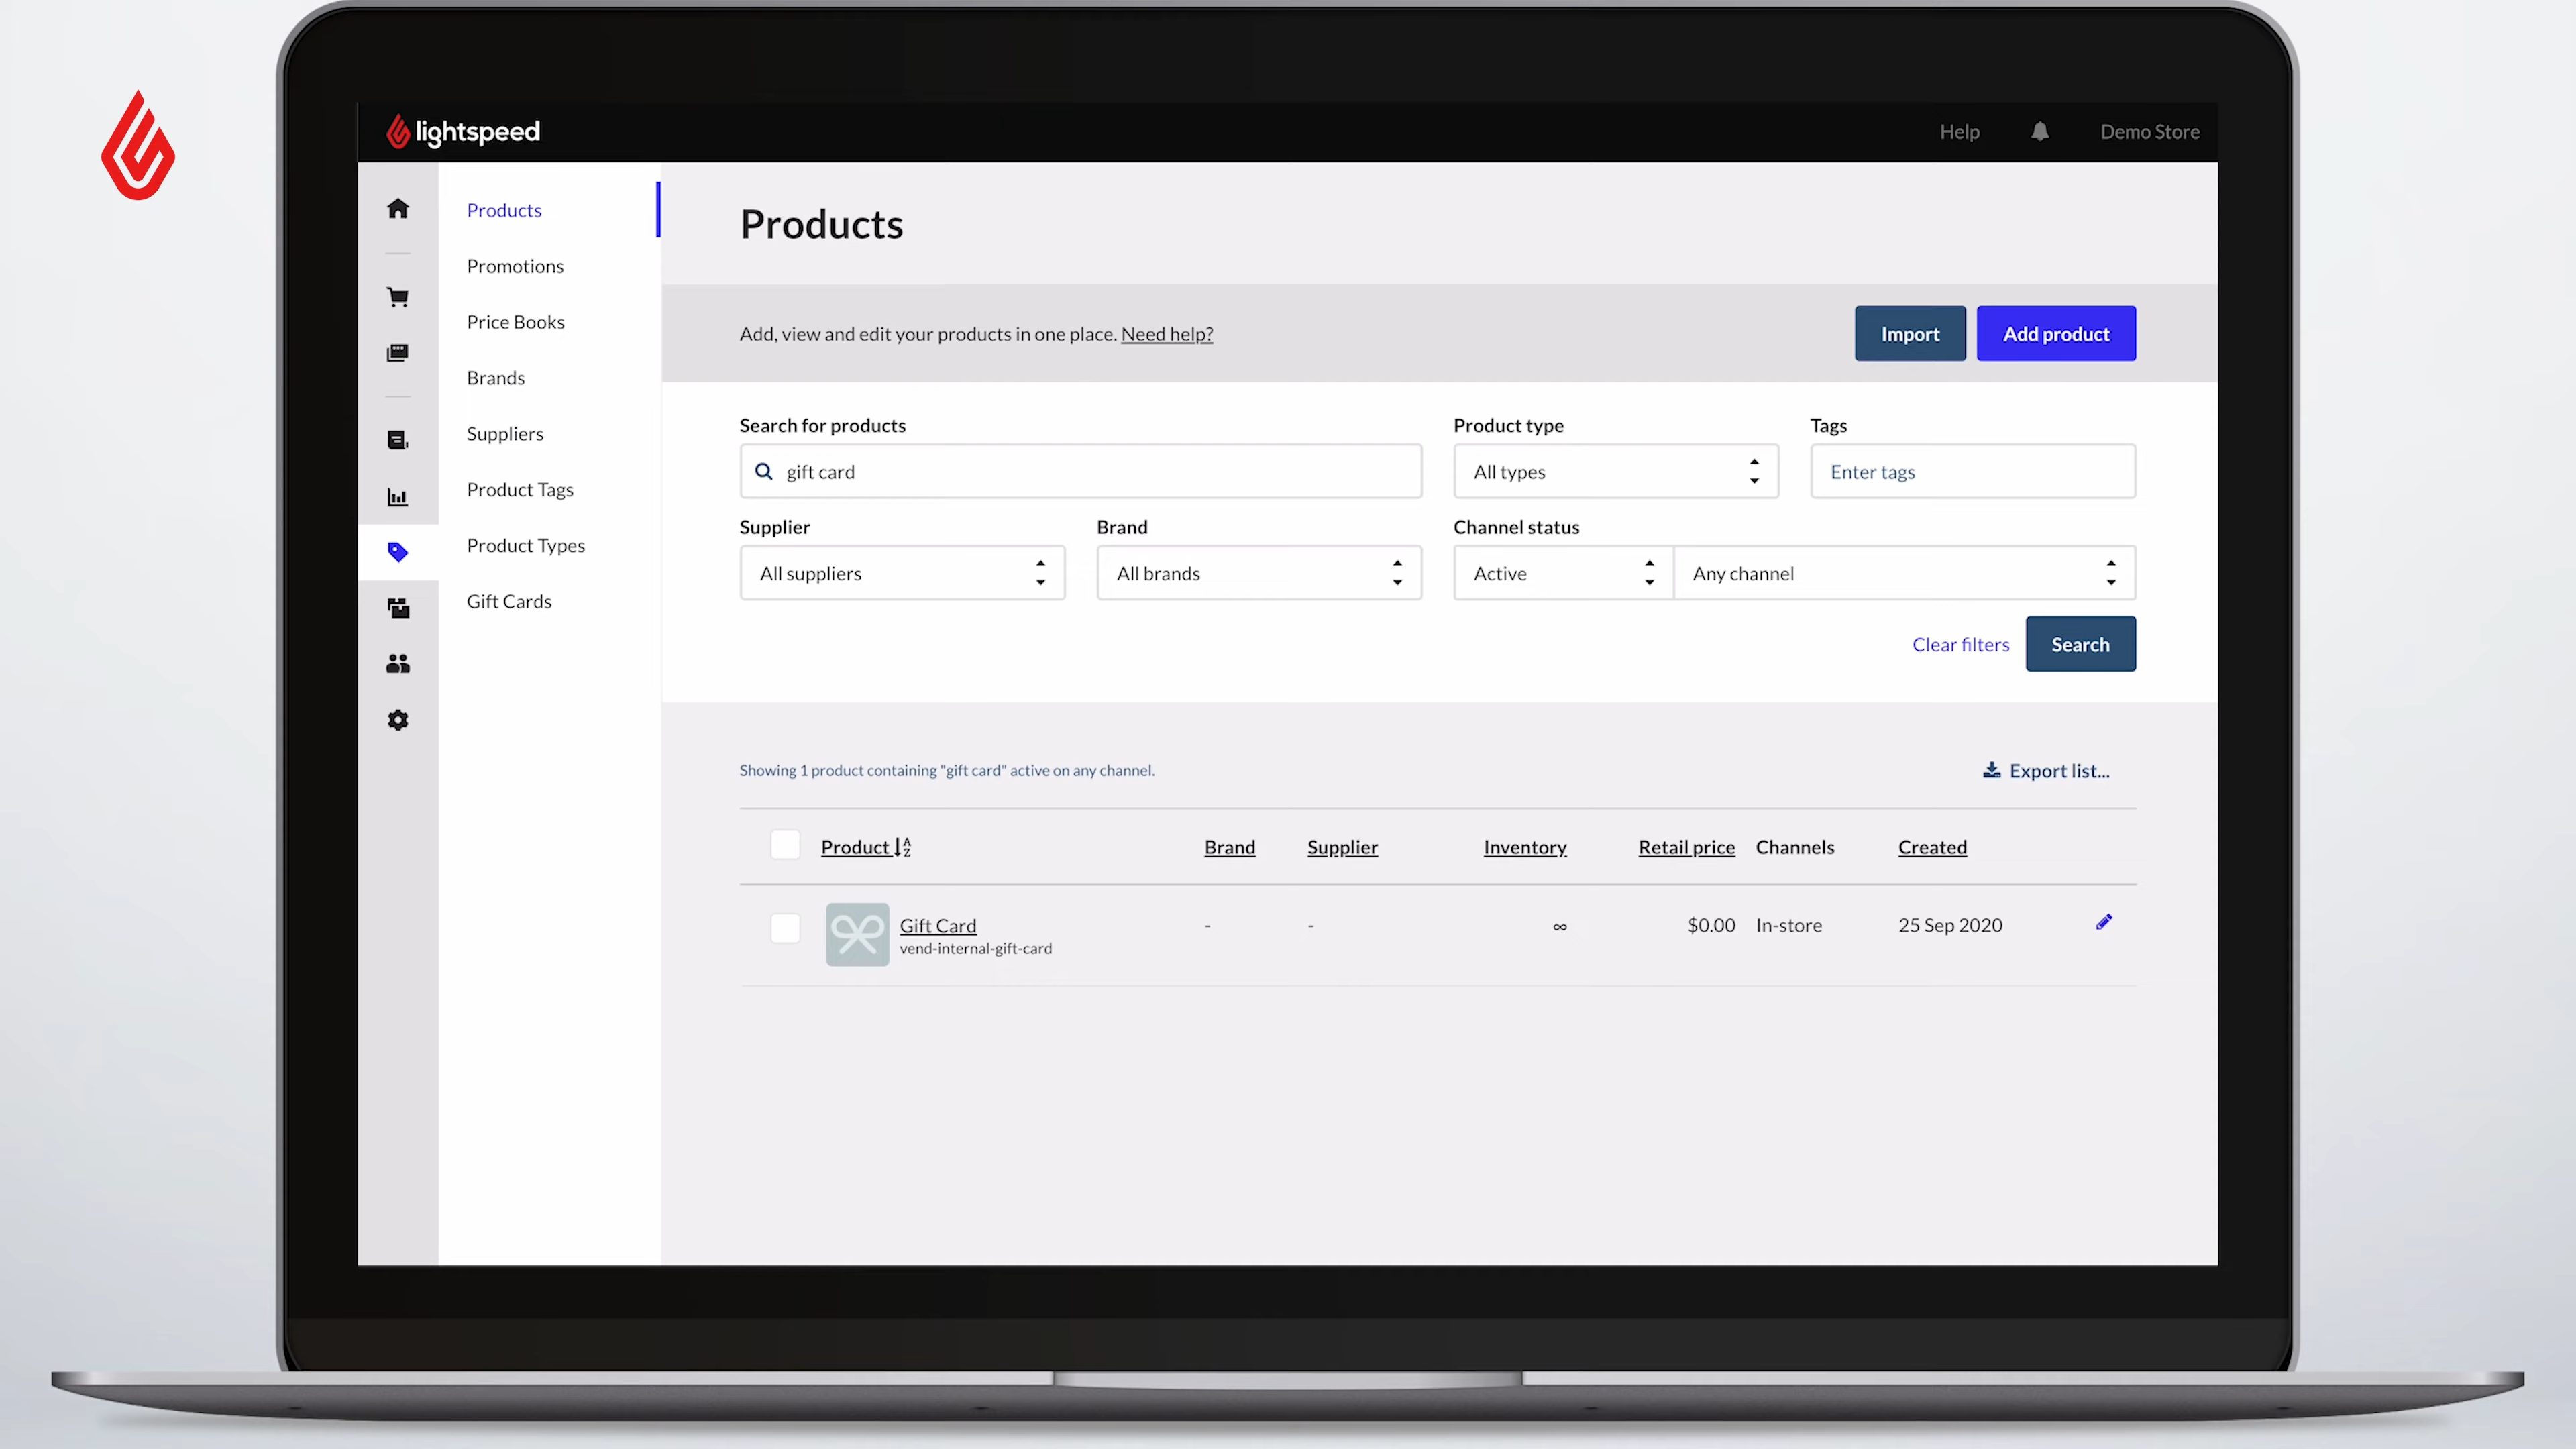 lightspeed
Help
Demo Store
Products
Promotions
Price Books
Brands
Suppliers
Product Tags
Product Types
Gift Cards
Products
Add, view and edit your products in one place. Need help?
Import
Add product
Search for products
Product type
Tags
gift card
All types
Enter tags
Supplier
Brand
Channel status
All suppliers
All brands
Active
Any channel
Clear filters
Search
Showing 1 product containing "gift card" active on any channel.
Export list...
Product AZ
Brand
Supplier
Inventory
Retail price
Channels
Created
Gift Card
vend-internal-gift-card
-
-
∞
$0.00
In-store
25 Sep 2020